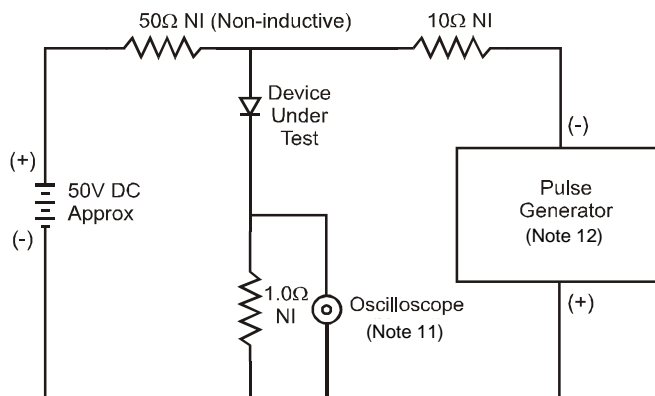 50Ω NI (Non-inductive)
10Ω NI
Device
Under
Test
(-)
(+)
50V DC
Approx
(-)
Pulse
Generator
(Note 12)
1.0Ω
NI
Oscilloscope
(Note 11)
(+)